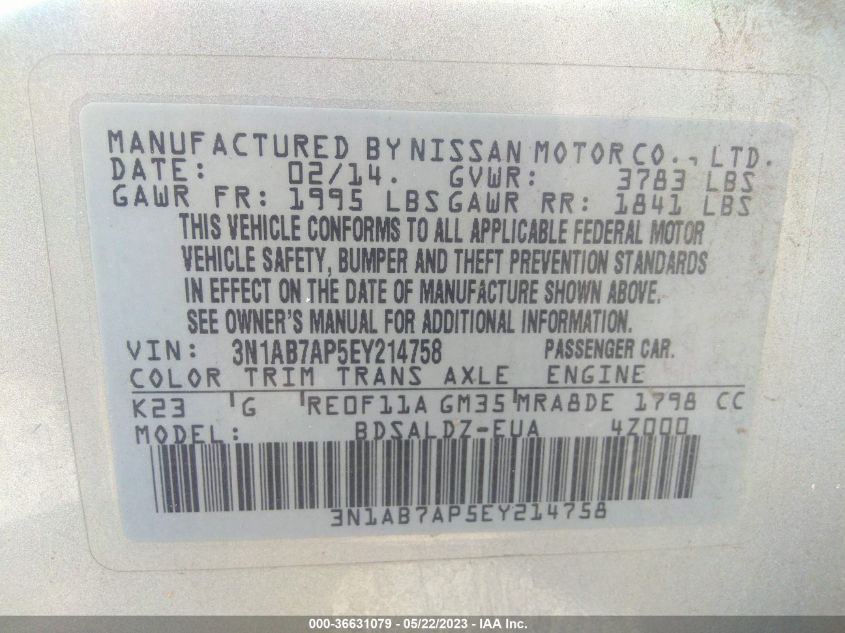 MANUFACTURED BY NISSAN MOTOR CO., LTD.
DATE: 02/14. GVWR: 3783 LBS
GAWR FR: 1995 LBS GAWR RR: 1841 LBS
THIS VEHICLE CONFORMS TO ALL APPLICABLE FEDERAL MOTOR
VEHICLE SAFETY, BUMPER AND THEFT PREVENTION STANDARDS
IN EFFECT ON THE DATE OF MANUFACTURE SHOWN ABOVE.
SEE OWNER'S MANUAL FOR ADDITIONAL INFORMATION.
VIN: 3N1AB7AP5EY214758 PASSENGER CAR.
COLOR TRIM TRANS AXLE ENGINE
K23 G RE0F11A GM35 MRA8DE 1798 CC
MODEL: BDSALDZ-EUA 4Z000
3N1AB7AP5EY214758
000-36631079 - 05/22/2023 - IAA Inc.